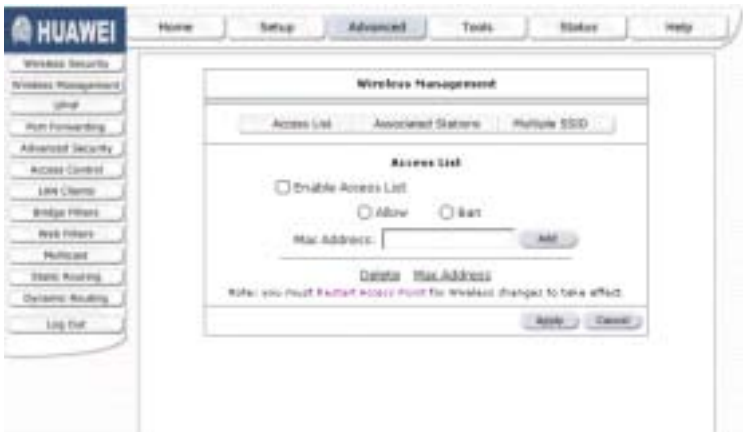 HUAWEI
Home
Setup
Advanced
Tools
Status
Help
Wireless Security
Wireless Management
UPnP
Port Forwarding
Advanced Security
Access Control
LAN Clients
Bridge Filters
Web Filters
Multicast
Static Routing
Dynamic Routing
Log Out
Wireless Management
Access List
Associated Stations
Multiple SSID
Access List
Enable Access List
Allow
Ban
Mac Address:
Add
Delete Mac Address
Note: you must Restart Access Point for Wireless changes to take effect.
Apply
Cancel